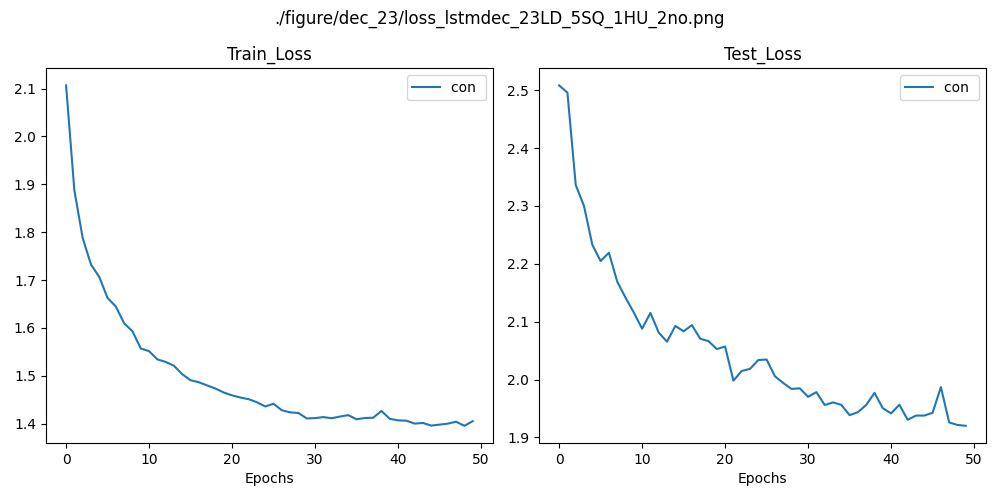 ./figure/dec_23/loss_lstmdec_23LD_5SQ_1HU_2no.png
Train_Loss
con
2.1
2.0
1.9
1.8
1.7
1.6
1.5
1.4
0 10 20 30 40 50
Epochs
Test_Loss
con
2.5
2.4
2.3
2.2
2.1
2.0
1.9
0 10 20 30 40 50
Epochs